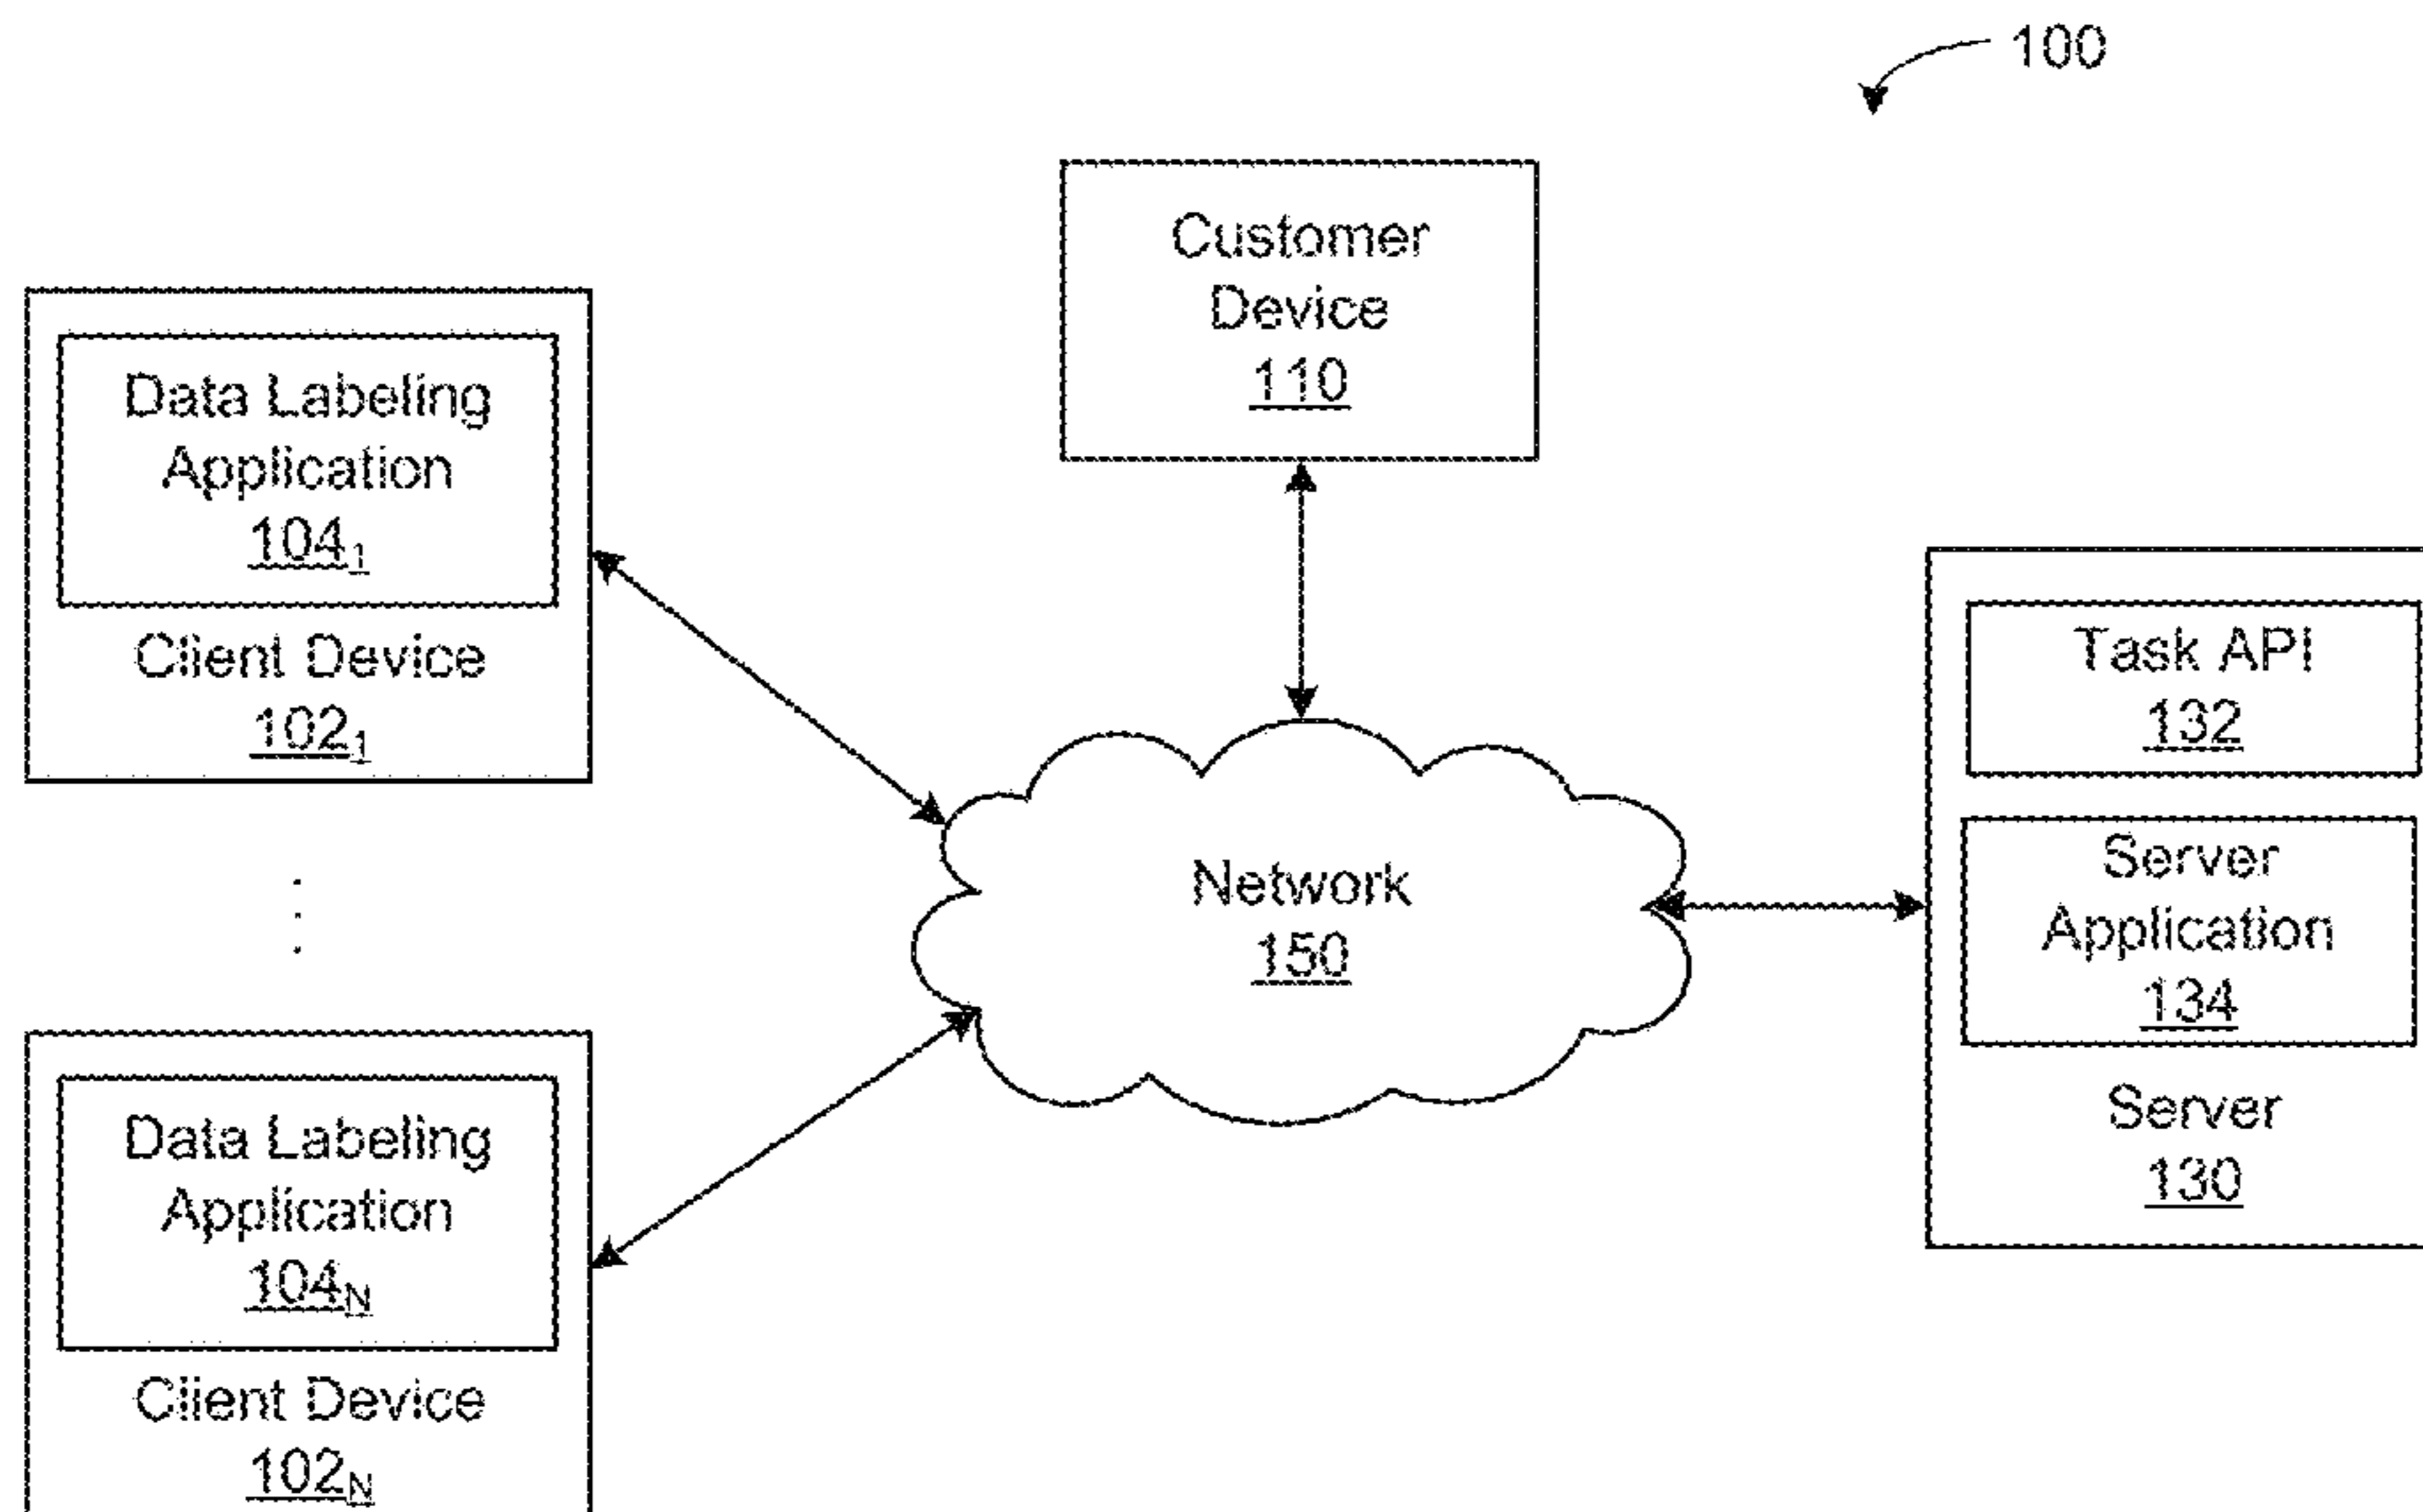 100
Customer
Device
110
Data Labeling
Application
104₁
Client Device
102₁
Task API
132
Server
Application
134
Server
130
Network
150
Data Labeling
Application
104N
Client Device
102N